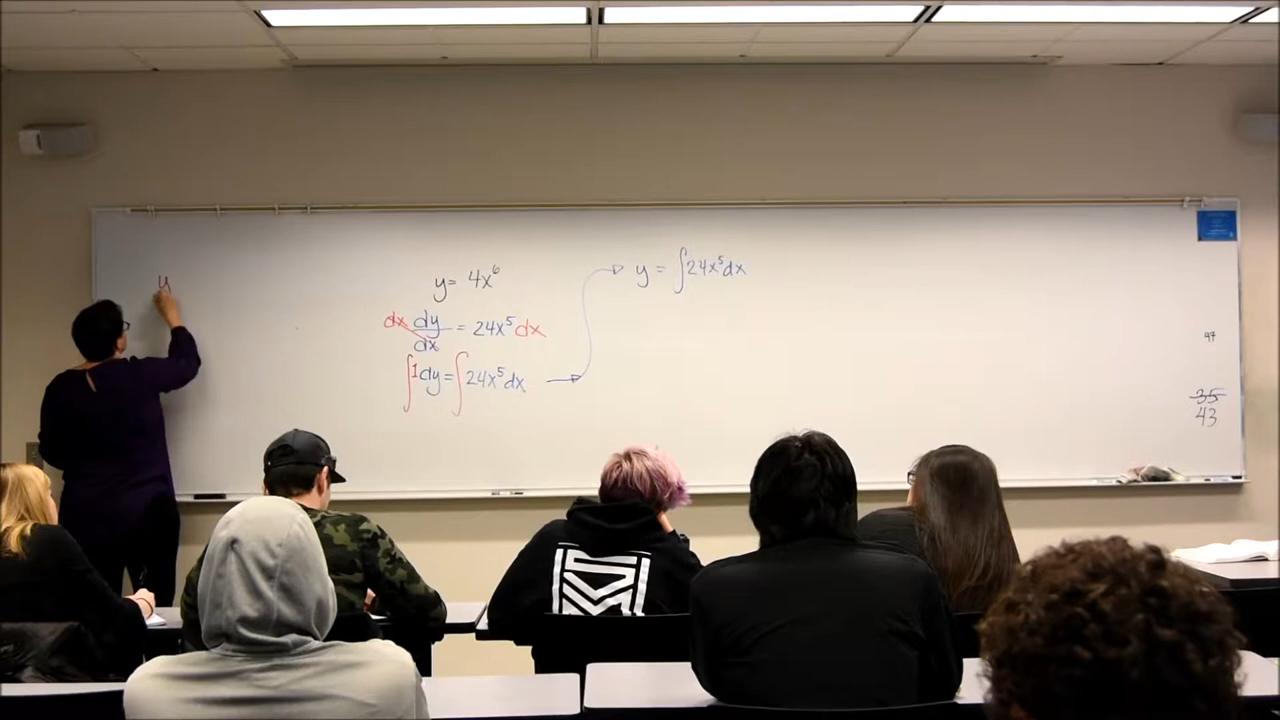 y
y = 4x⁶
dx dy/dx = 24x⁵ dx
∫1dy = ∫24x⁵dx
y = ∫24x⁵dx
47
35
43